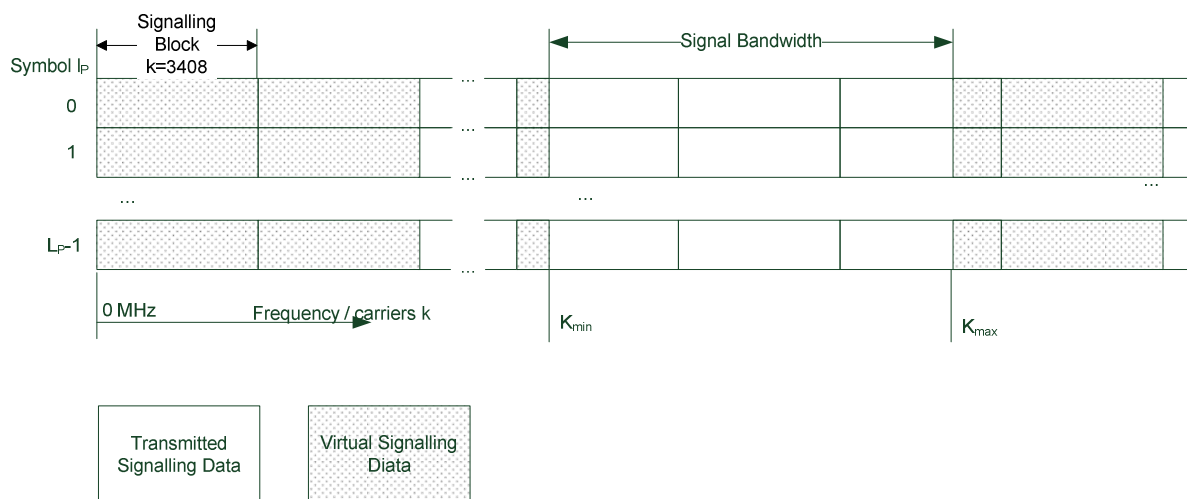 Signalling
Block
k=3408
Signal Bandwidth
Symbol lP
...
0
...
1
...
...
...
...
LP-1
...
0 MHz
Frequency / carriers k
Kmin
Kmax
Transmitted
Signalling Data
Virtual Signalling
Diata